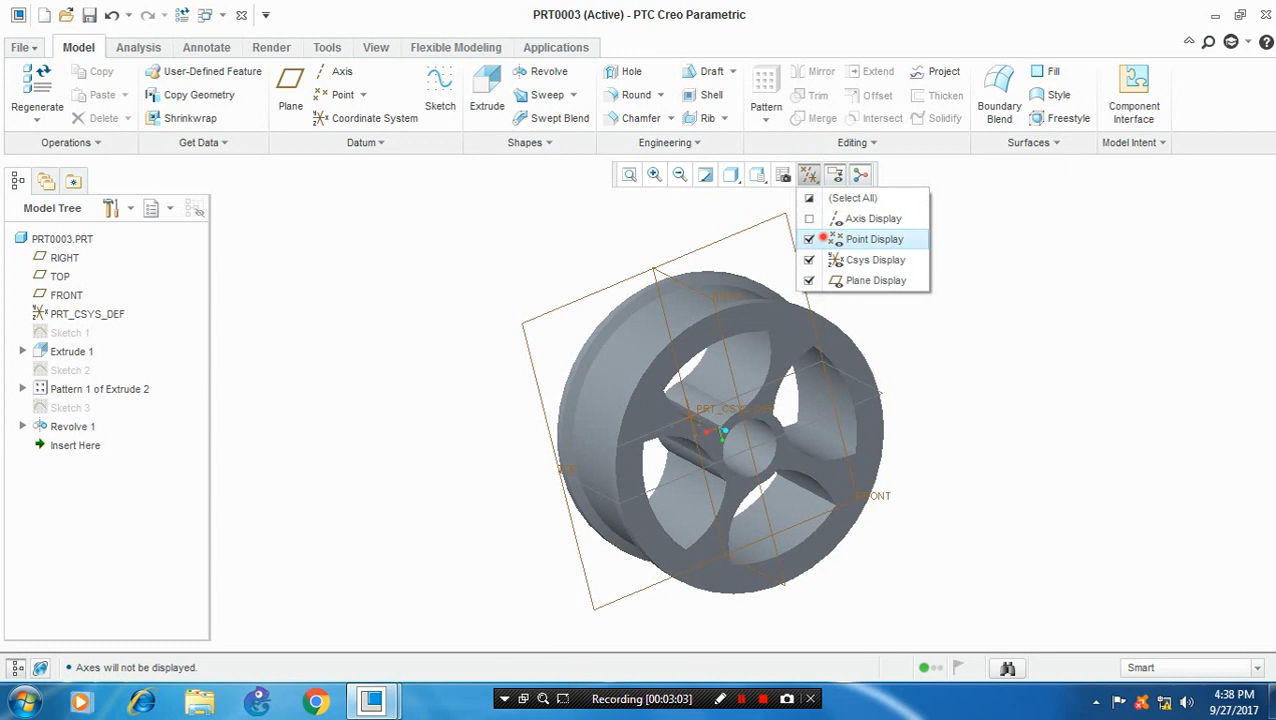 PRT0003 (Active) - PTC Creo Parametric
File Model Analysis Annotate Render Tools View Flexible Modeling Applications
Regenerate
Copy
Paste
Delete
Operations
User-Defined Feature
Copy Geometry
Shrinkwrap
Get Data
Plane
Axis
Point
Coordinate System
Datum
Sketch
Extrude
Revolve
Sweep
Swept Blend
Shapes
Hole
Round
Chamfer
Draft
Shell
Rib
Engineering
Pattern
Mirror
Trim
Merge
Extend
Offset
Intersect
Project
Thicken
Solidify
Editing
Boundary
Blend
Fill
Style
Freestyle
Surfaces
Component
Interface
Model Intent
Model Tree
PRT0003.PRT
RIGHT
TOP
FRONT
PRT_CSYS_DEF
Sketch 1
Extrude 1
Sketch 2
Pattern 1 of Extrude 2
Sketch 3
Revolve 1
Insert Here
(Select All)
Axis Display
Point Display
Csys Display
Plane Display
FRONT
Axes will not be displayed.
Smart
Recording [00:03:03]
4:38 PM
9/27/2017